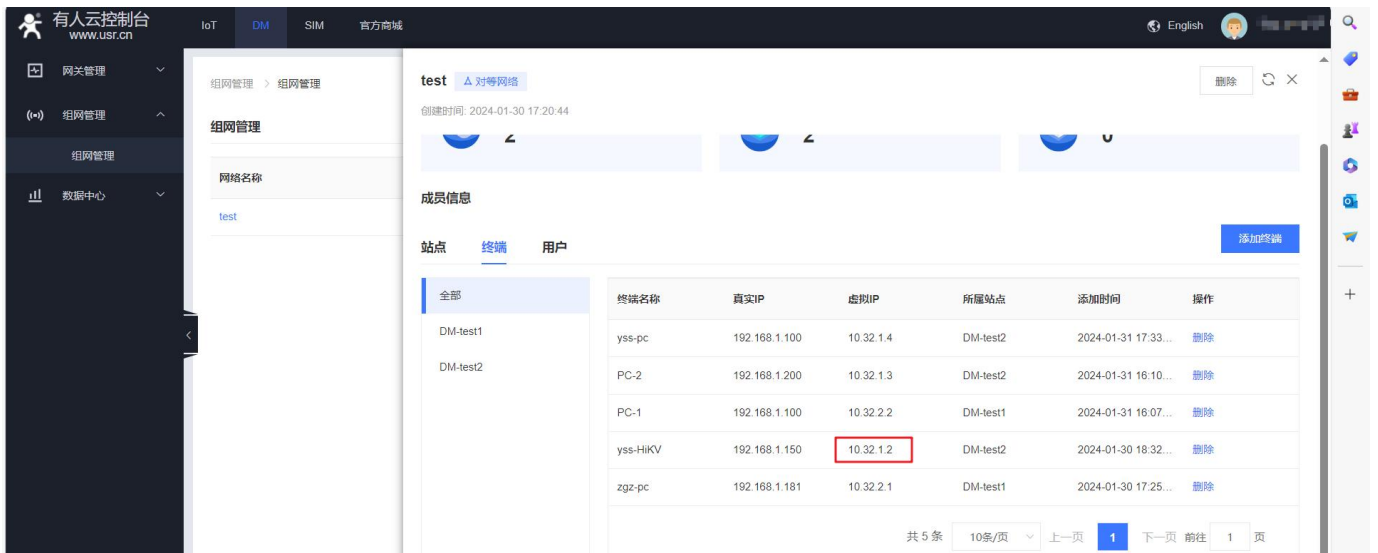 有人云控制台
www.usr.cn
IoT DM SIM 官方商城
English
网关管理
组网管理
组网管理
数据中心
组网管理 > 组网管理
组网管理
网络名称
test
test 对等网络
删除
创建时间: 2024-01-30 17:20:44
2 2 0
成员信息
站点 终端 用户
添加终端
全部
DM-test1
DM-test2
终端名称 真实IP 虚拟IP 所属站点 添加时间 操作
yss-pc 192.168.1.100 10.32.1.4 DM-test2 2024-01-31 17:33... 删除
PC-2 192.168.1.200 10.32.1.3 DM-test2 2024-01-31 16:10... 删除
PC-1 192.168.1.100 10.32.2.2 DM-test1 2024-01-31 16:07... 删除
yss-HiKV 192.168.1.150 10.32.1.2 DM-test2 2024-01-30 18:32... 删除
zgz-pc 192.168.1.181 10.32.2.1 DM-test1 2024-01-30 17:25... 删除
共 5 条 10条/页 上一页 1 下一页 前往 1 页